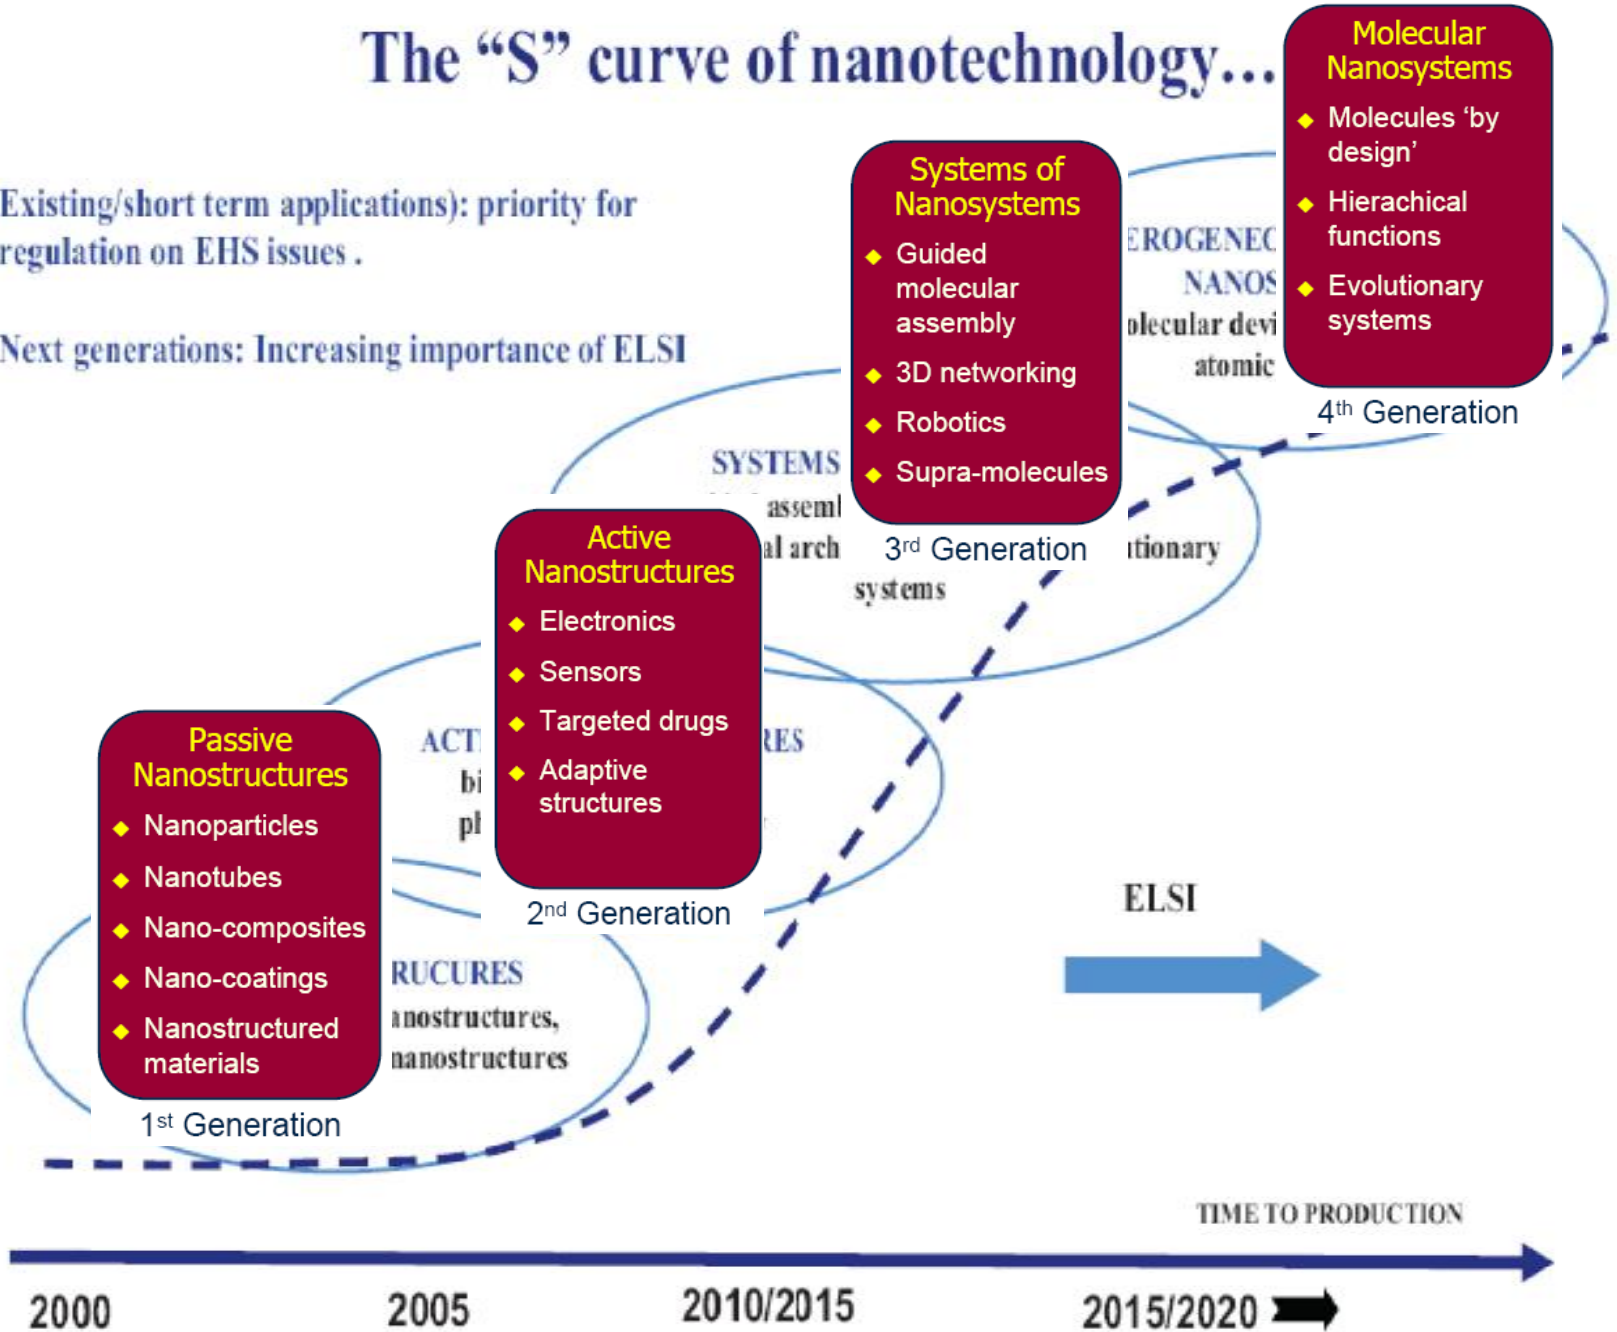 The “S” curve of nanotechnology…
Existing/short term applications): priority for
regulation on EHS issues .
Next generations: Increasing importance of ELSI
Molecular
Nanosystems
Molecules ‘by
design’
Hierachical
functions
Evolutionary
systems
4th Generation
NANOS
atomic
Systems of
Nanosystems
Guided
molecular
assembly
3D networking
Robotics
Supra-molecules
3rd Generation
SYSTEMS
al arch
systems
Active
Nanostructures
Electronics
Sensors
Targeted drugs
Adaptive
structures
2nd Generation
Passive
Nanostructures
Nanoparticles
Nanotubes
Nano-composites
Nano-coatings
Nanostructured
materials
1st Generation
RUCURES
anostructures,
nanostructures
ELSI
TIME TO PRODUCTION
2000 2005 2010/2015 2015/2020